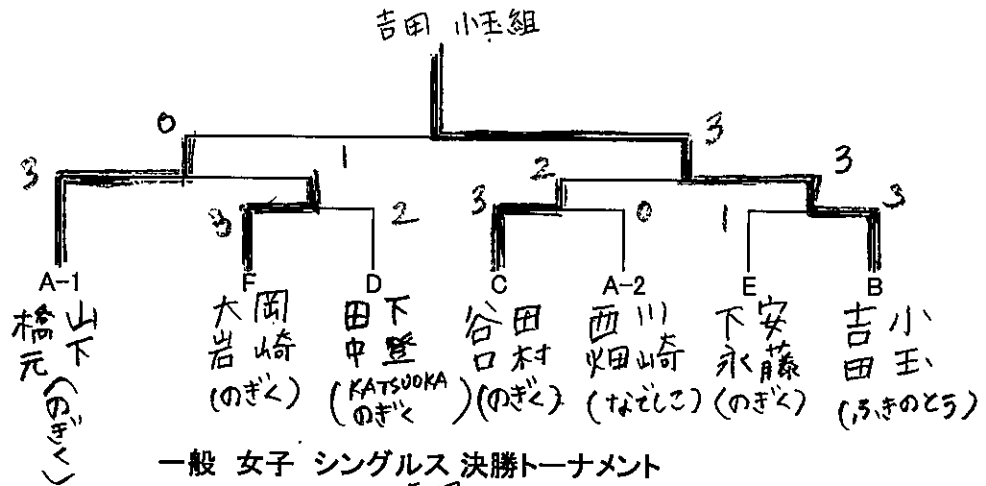 吉田 小玉組
0
3
3
1
2
3
3
2
3
0
1
3
A-1
F
D
C
A-2
E
B
橋元 山下 (のぎく)
大岩 岡崎 (のぎく)
田中 下登 (KATSUOKA のぎく)
谷口 田村 (のぎく)
西畑 川崎 (なでしこ)
下永 安藤 (のぎく)
吉田 小玉 (ふきのとう)
一般 女子 シングルス 決勝トーナメント